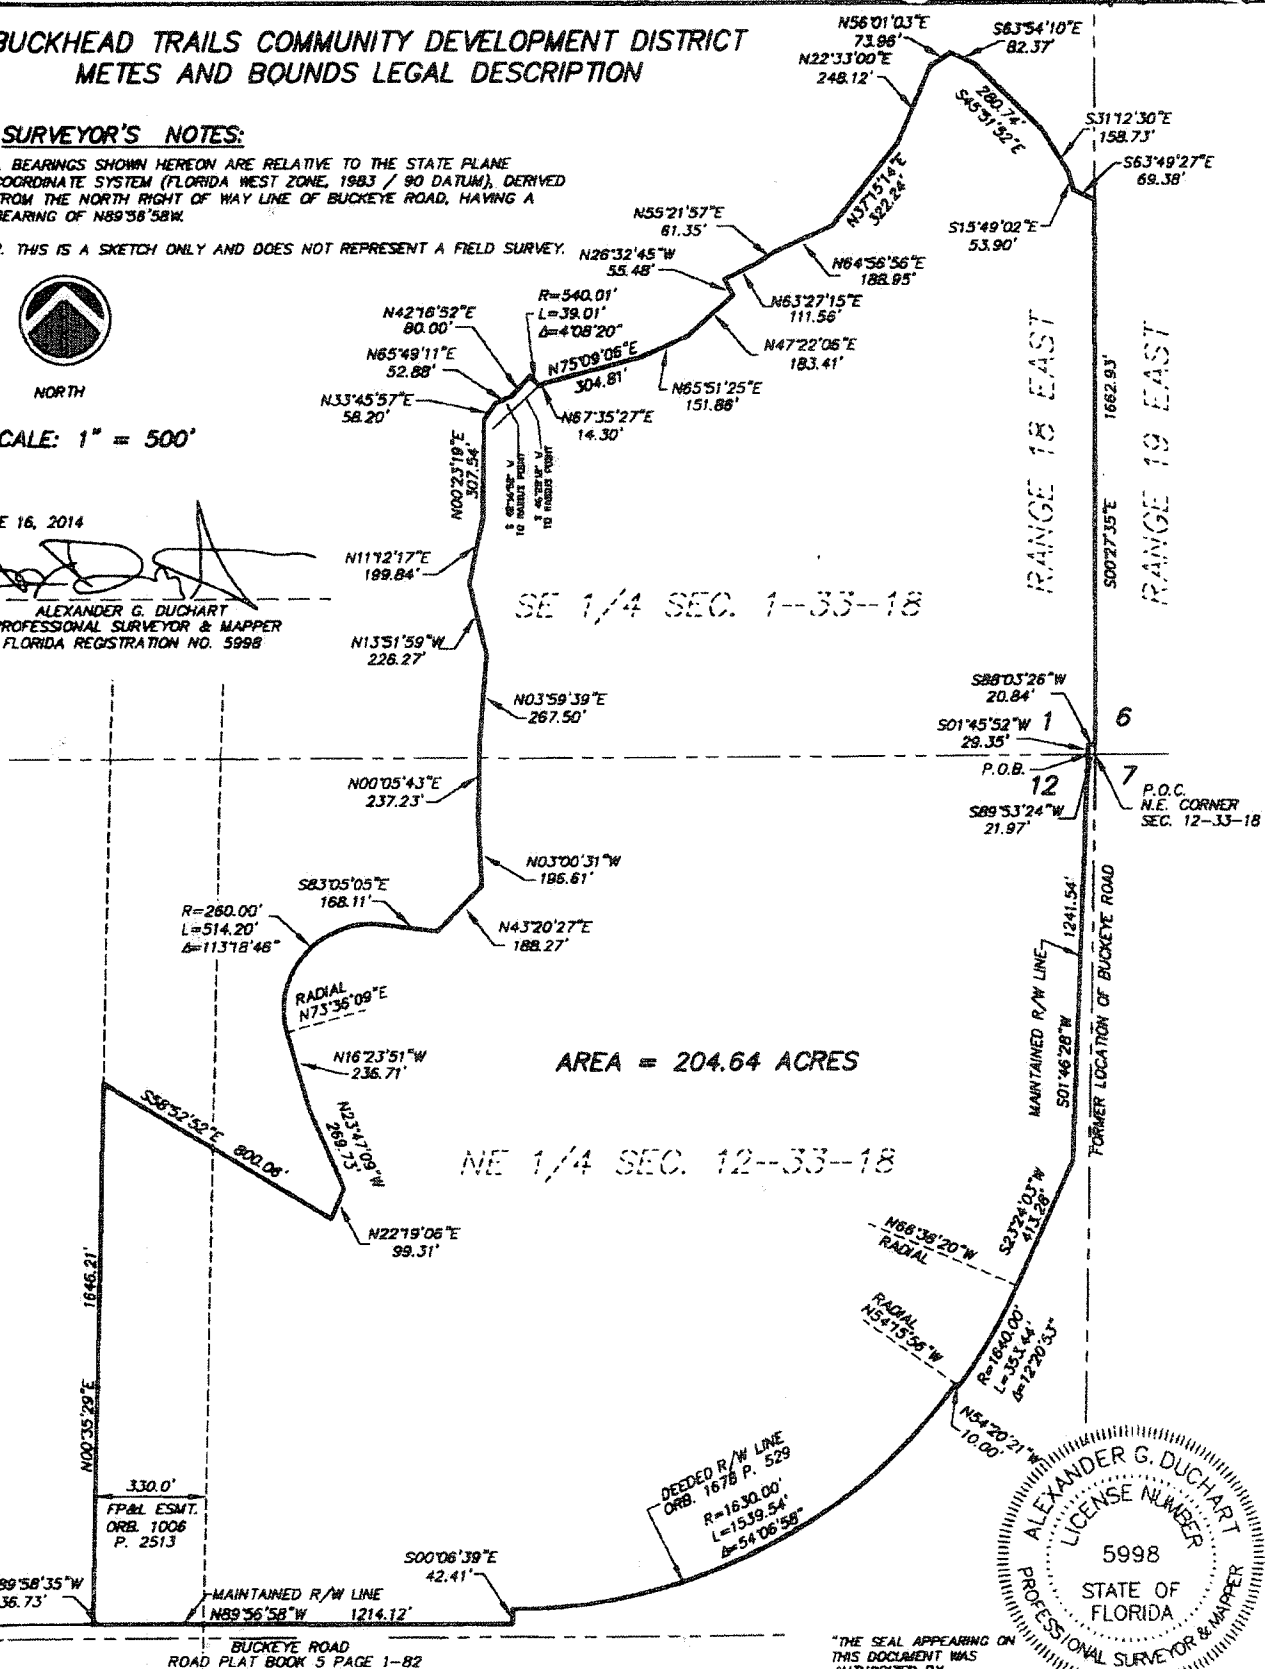 BUCKHEAD TRAILS COMMUNITY DEVELOPMENT DISTRICT
METES AND BOUNDS LEGAL DESCRIPTION
SURVEYOR'S NOTES:
BEARINGS SHOWN HEREON ARE RELATIVE TO THE STATE PLANE
COORDINATE SYSTEM (FLORIDA WEST ZONE, 1983 / 90 DATUM), DERIVED
FROM THE NORTH RIGHT OF WAY LINE OF BUCKEYE ROAD, HAVING A
BEARING OF N89°56'58W.
2. THIS IS A SKETCH ONLY AND DOES NOT REPRESENT A FIELD SURVEY.
NORTH
SCALE: 1" = 500'
16, 2014
ALEXANDER G. DUCHART
PROFESSIONAL SURVEYOR & MAPPER
FLORIDA REGISTRATION NO. 5998
N56°01'03"E
73.96'
S63°54'10"E
82.37'
N22°33'00"E
248.12'
280.74'
S45°51'52"E
S31°12'30"E
158.73'
S63°49'27"E
69.38'
N37°15'14"E
322.24'
S15°49'02"E
53.90'
N55°21'57"E
61.35'
N64°56'56"E
188.95'
N26°32'45"W
55.48'
N63°27'15"E
111.56'
R=540.01'
L=39.01'
Δ=4°08'20"
N42°16'52"E
80.00'
N47°22'06"E
183.41'
N65°49'11"E
52.88'
N75°09'06"E
304.81'
N65°51'25"E
151.86'
N33°45'57"E
58.20'
N67°35'27"E
14.30'
TO RADIUS POINT
TO RADIUS POINT
N00°23'19"E
307.54'
N11°12'17"E
199.84'
RANGE 18 EAST
1662.93'
S00°27'35"E
RANGE 19 EAST
SE 1/4 SEC. 1--33--18
N13°51'59"W
226.27'
N03°59'39"E
267.50'
S88°03'26"W
20.84'
S01°45'52"W
29.35'
1
6
P.O.B.
12
7
P.O.C.
N.E. CORNER
SEC. 12--33--18
S89°53'24"W
21.97'
N00°05'43"E
237.23'
N03°00'31"W
196.61'
S83°05'05"E
168.11'
N43°20'27"E
188.27'
R=260.00'
L=514.20'
Δ=113°18'46"
RADIAL
N73°36'09"E
N16°23'51"W
236.71'
AREA = 204.64 ACRES
1241.54'
MAINTAINED R/W LINE
S01°46'28"W
FORMER LOCATION OF BUCKEYE ROAD
S58°52'52"E 800.06'
N23°47'09"W
269.73'
NE 1/4 SEC. 12--33--18
N22°19'06"E
99.31'
S23°24'03"W
413.28'
N66°36'20"W
RADIAL
RADIAL
N54°15'56"W
R=1640.00'
L=353.44'
Δ=12°20'53"
N54°20'21"W
10.00'
1646.21'
N00°35'29"E
330.0'
FP&L ESMT.
ORB. 1006
P. 2513
DEEDED R/W LINE
ORB. 1678 P. 529
R=1630.00'
L=1539.54'
Δ=54°06'58"
S00°06'39"E
42.41'
89°58'35"W
36.73'
MAINTAINED R/W LINE
N89°56'58"W 1214.12'
BUCKEYE ROAD
ROAD PLAT BOOK 5 PAGE 1-82
ALEXANDER G. DUCHART
LICENSE NUMBER
5998
STATE OF
FLORIDA
PROFESSIONAL SURVEYOR & MAPPER
"THE SEAL APPEARING ON
THIS DOCUMENT WAS
AUTHORIZED BY